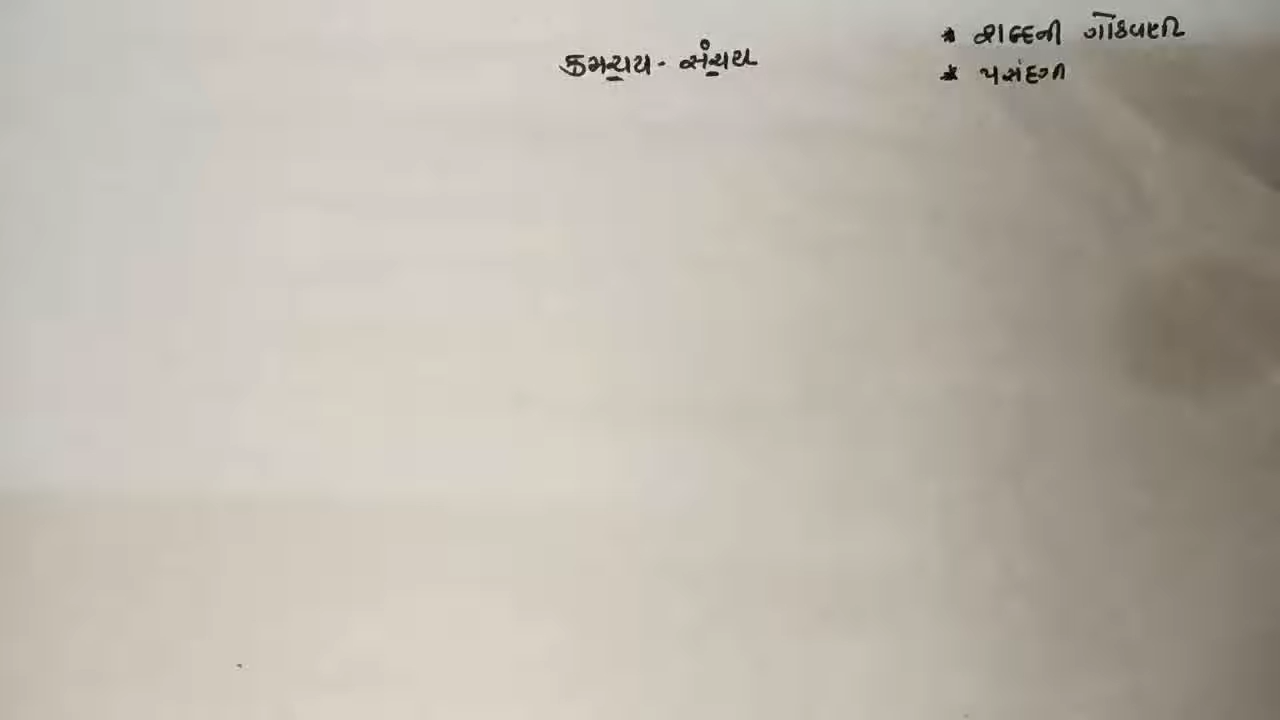 ક્રમચય - સંચય
* શબ્દની ગોઠવણી
* પસંદગી